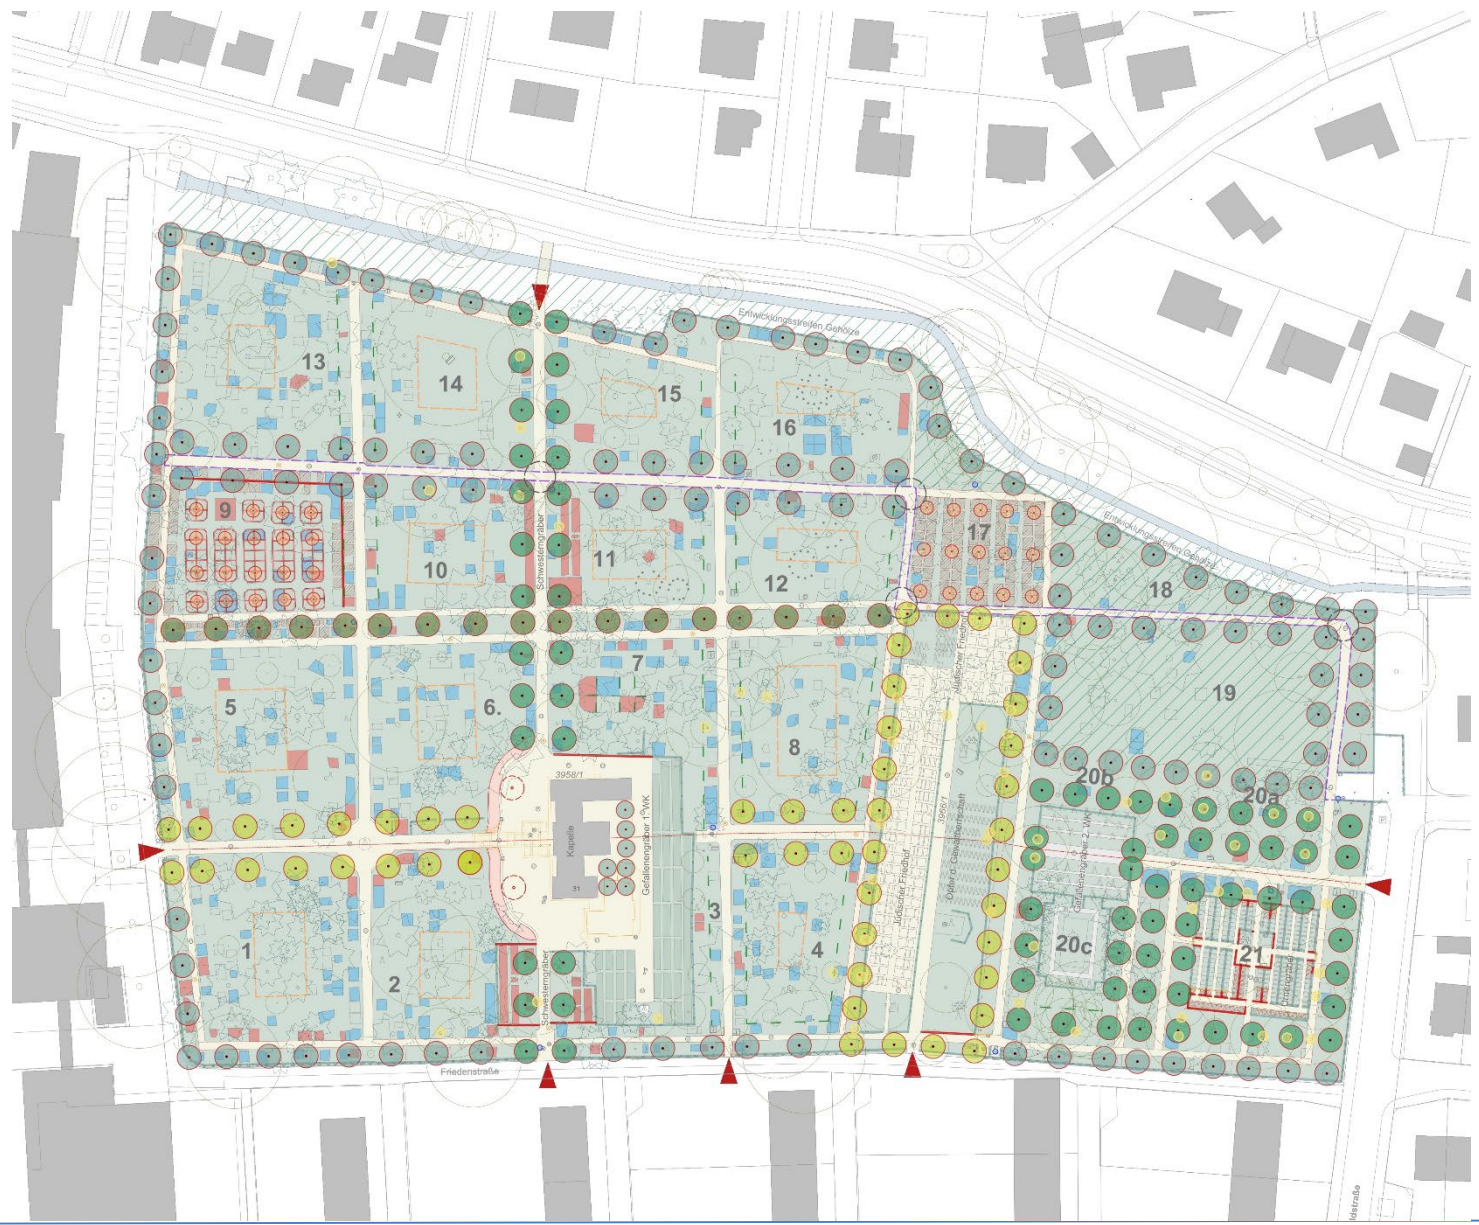 Entwicklungsstreifen Gehölze
13
14
15
16
9
10
11
12
17
Entwicklungsstreifen Gehölze
18
19
Schwesterngräber
5
6.
7
8
Jüdischer Friedhof
3958/1
Kapelle
31
Gefallenengräber 1. WK
3966/1
Opfer d. Gewaltherrschaft
Jüdischer Friedhof
20b
20a
Gefallenengräber 2. WK
1
2
3
4
20c
21
Schwesterngräber
Friedenstraße